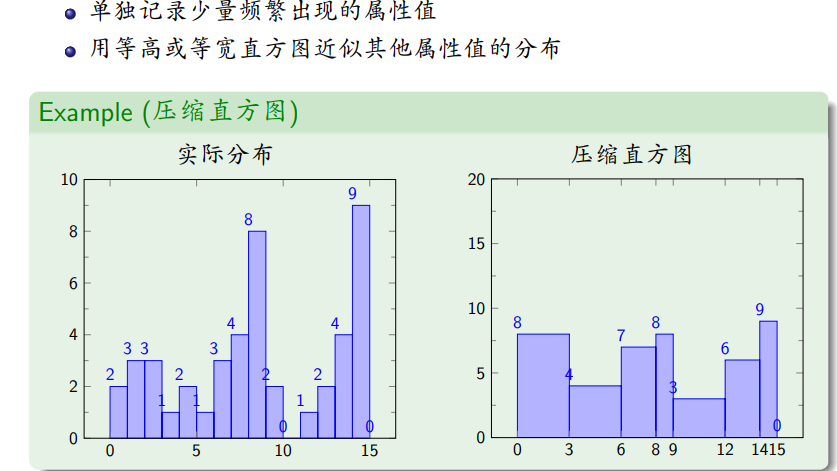 单独记录少量频繁出现的属性值
用等高或等宽直方图近似其他属性值的分布
Example (压缩直方图)
实际分布
10
8
6
4
2
0
2 3 3 1 2 1 3 4 8 2 0 1 2 4 9 0
0 5 10 15
压缩直方图
20
15
10
5
0
8 4 7 8 3 6 9 0
0 3 6 8 9 12 1415